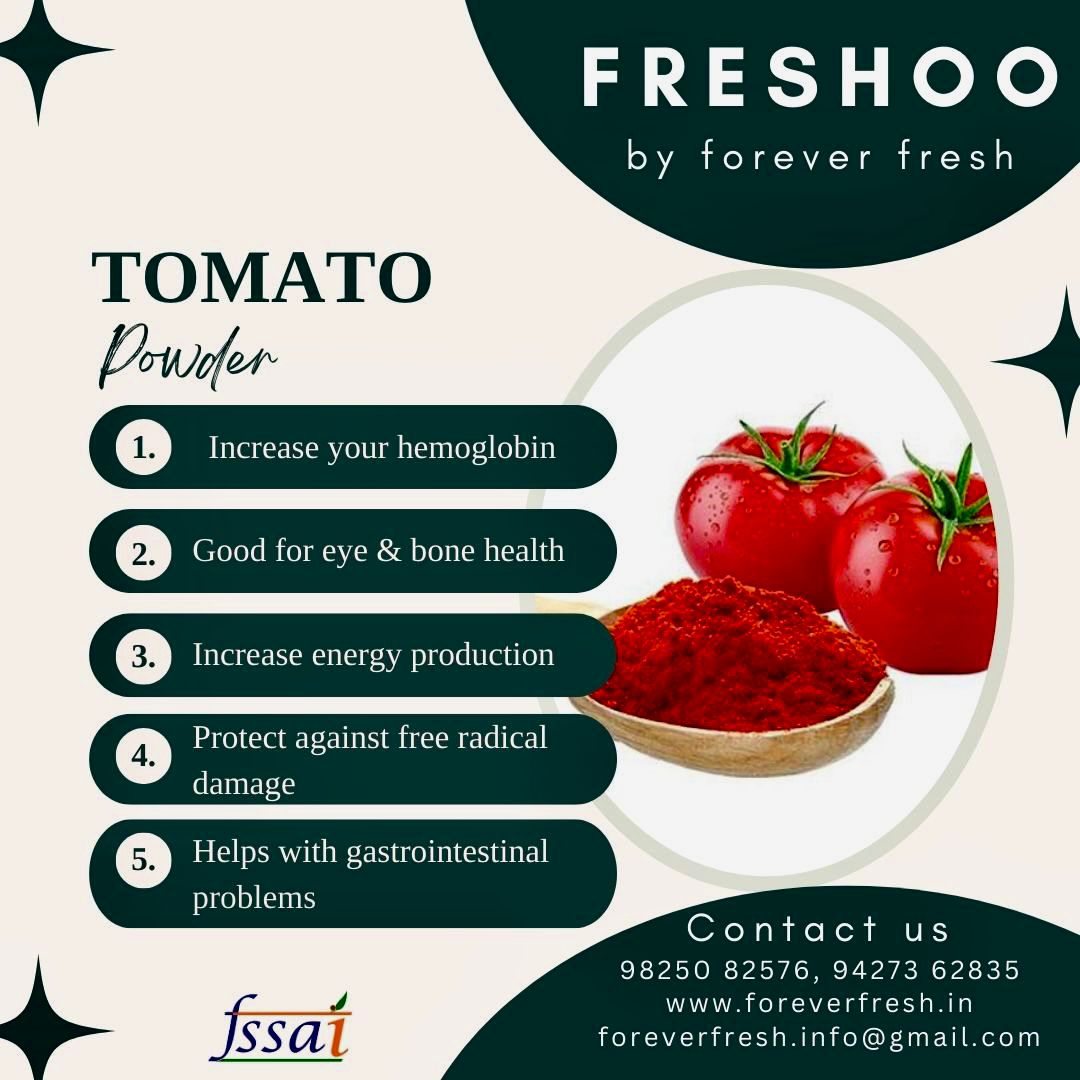 FRESHOO
by forever fresh
TOMATO
Powder
1. Increase your hemoglobin
2. Good for eye & bone health
3. Increase energy production
4. Protect against free radical
damage
5. Helps with gastrointestinal
problems
Contact us
98250 82576, 94273 62835
www.foreverfresh.in
foreverfresh.info@gmail.com
fssai